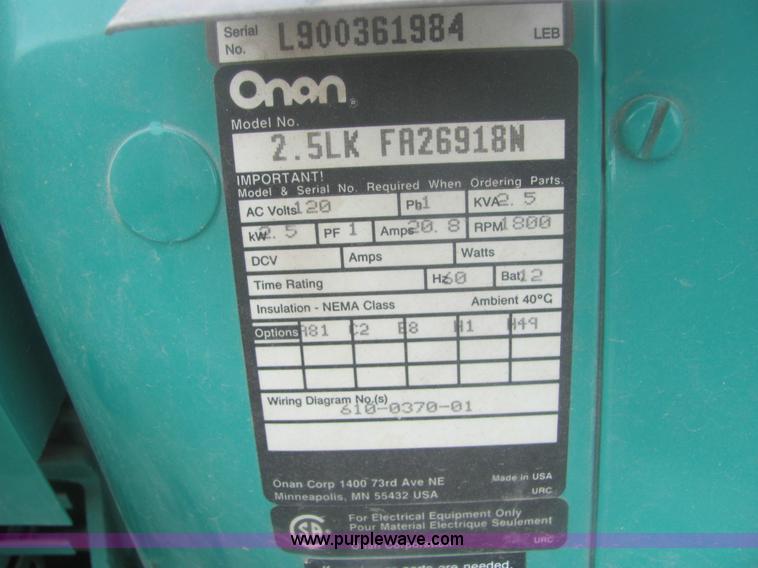 Serial No. L900361984 LEB
Onan®
Model No.
2.5LK FA26918N
IMPORTANT!
Model & Serial No. Required When Ordering Parts.
AC Volts 120 Ph 1 KVA 2.5
kW 2.5 PF 1 Amps 20.8 RPM 1800
DCV Amps Watts
Time Rating Hz 60 Bat. 12
Insulation - NEMA Class Ambient 40°C
Options C2 H1 H49
Wiring Diagram No.(s)
610-0370-01
Onan Corp 1400 73rd Ave NE Made in USA
Minneapolis, MN 55432 USA URC
For Electrical Equipment Only
Pour Material Electrique Seulement
URC
www.purplewave.com
parts are needed,